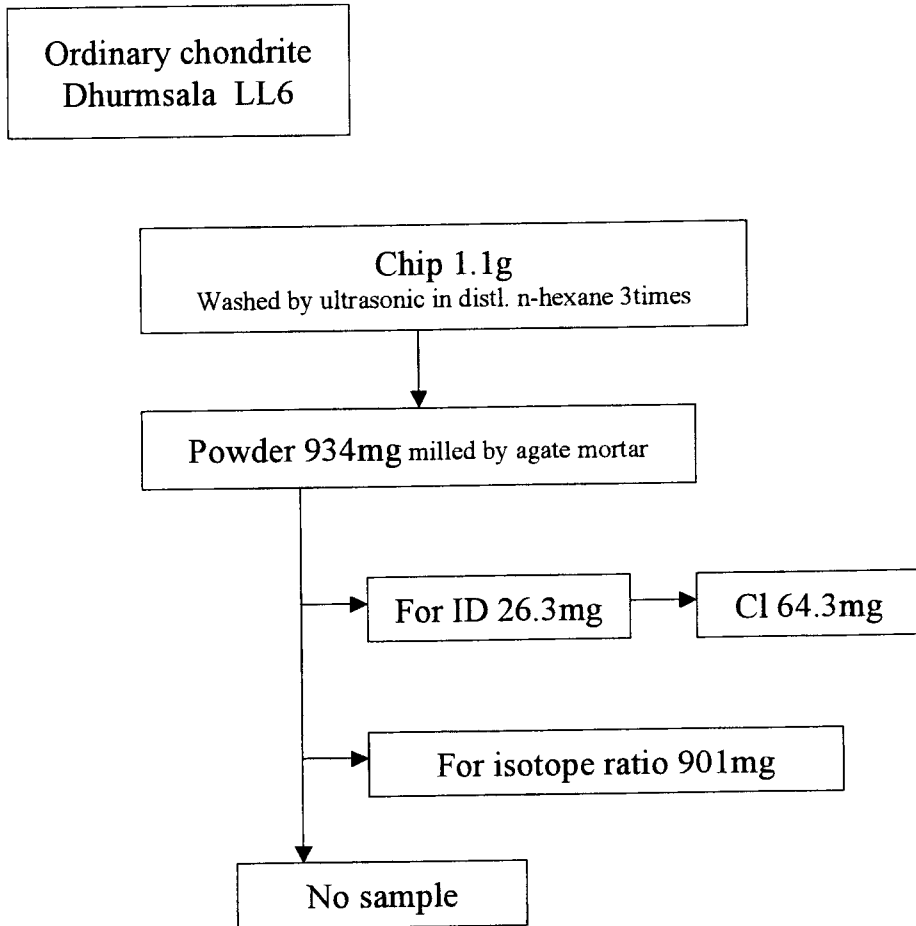 Ordinary chondrite
Dhurmsala LL6
Chip 1.1g
Washed by ultrasonic in distl. n-hexane 3times
Powder 934mg milled by agate mortar
For ID 26.3mg
Cl 64.3mg
For isotope ratio 901mg
No sample